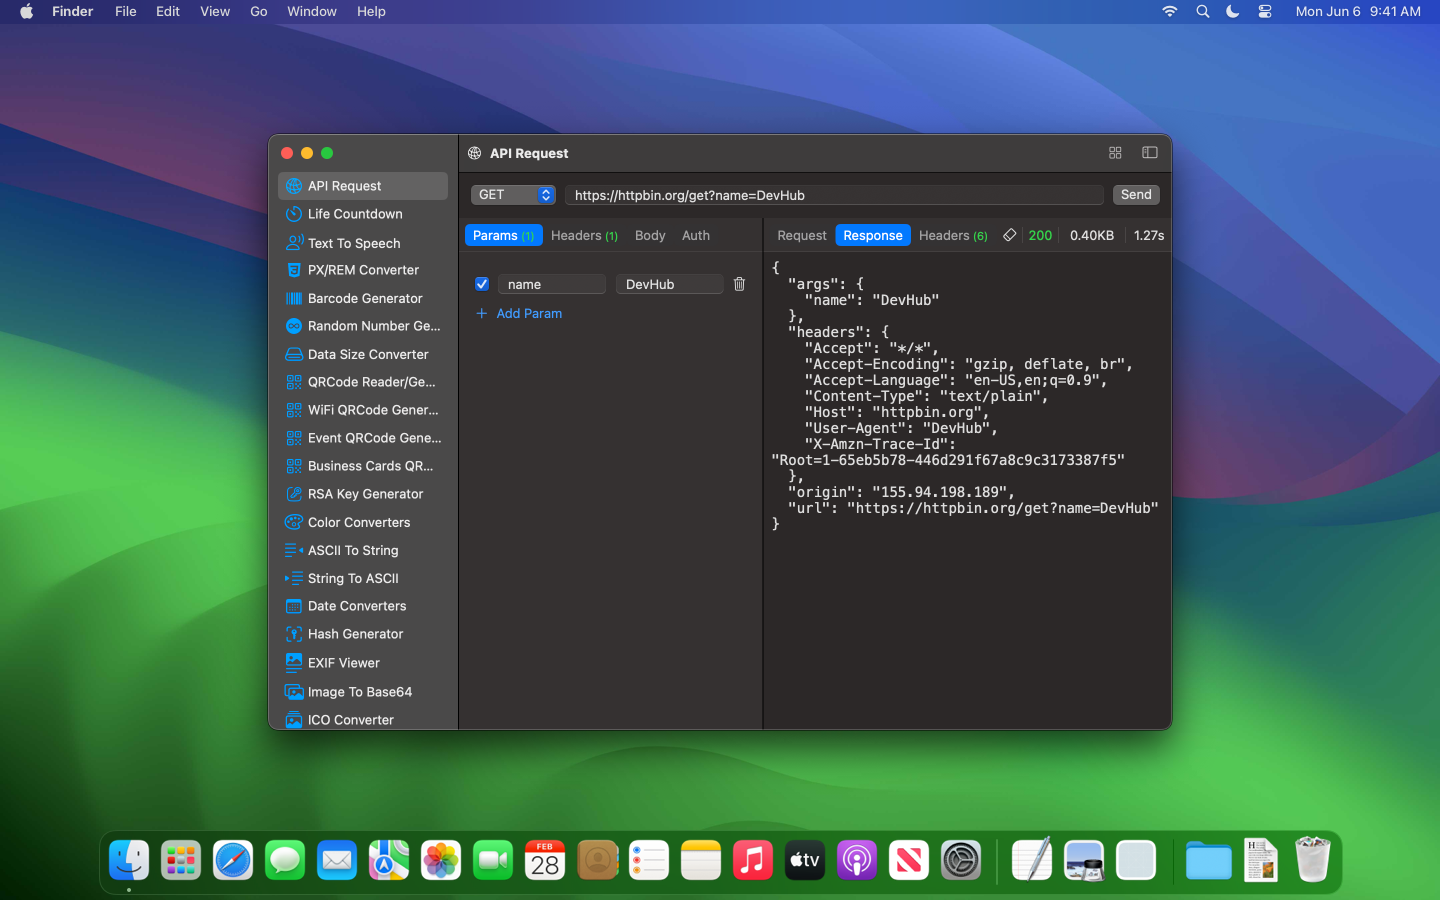 Finder File Edit View Go Window Help Mon Jun 6 9:41 AM
API Request
API Request
Life Countdown
Text To Speech
PX/REM Converter
Barcode Generator
Random Number Ge...
Data Size Converter
QRCode Reader/Ge...
WiFi QRCode Gener...
Event QRCode Gene...
Business Cards QR...
RSA Key Generator
Color Converters
ASCII To String
String To ASCII
Date Converters
Hash Generator
EXIF Viewer
Image To Base64
ICO Converter
GET https://httpbin.org/get?name=DevHub Send
Params (1) Headers (1) Body Auth
name DevHub
Add Param
Request Response Headers (6) 200 0.40KB 1.27s
{
  "args": {
    "name": "DevHub"
  },
  "headers": {
    "Accept": "*/*",
    "Accept-Encoding": "gzip, deflate, br",
    "Accept-Language": "en-US,en;q=0.9",
    "Content-Type": "text/plain",
    "Host": "httpbin.org",
    "User-Agent": "DevHub",
    "X-Amzn-Trace-Id":
"Root=1-65eb5b78-446d291f67a8c9c3173387f5"
  },
  "origin": "155.94.198.189",
  "url": "https://httpbin.org/get?name=DevHub"
}
FEB
28
tv